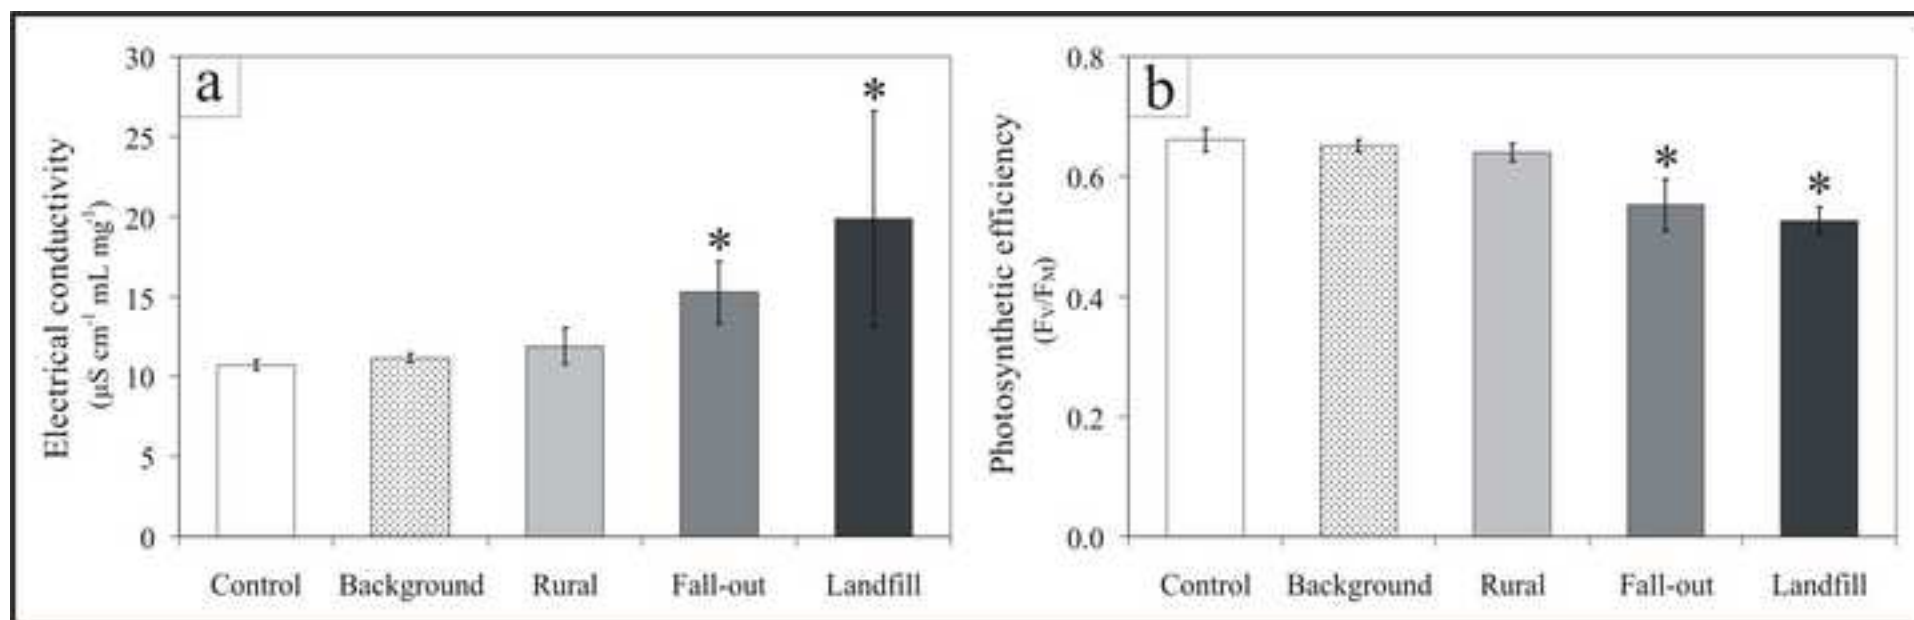 a
30
25
20
15
10
5
0
Electrical conductivity
(µS cm⁻¹ mL mg⁻¹)
*
*
Control Background Rural Fall-out Landfill
b
0.8
0.6
0.4
0.2
0.0
Photosynthetic efficiency
(FV/FM)
*
*
Control Background Rural Fall-out Landfill